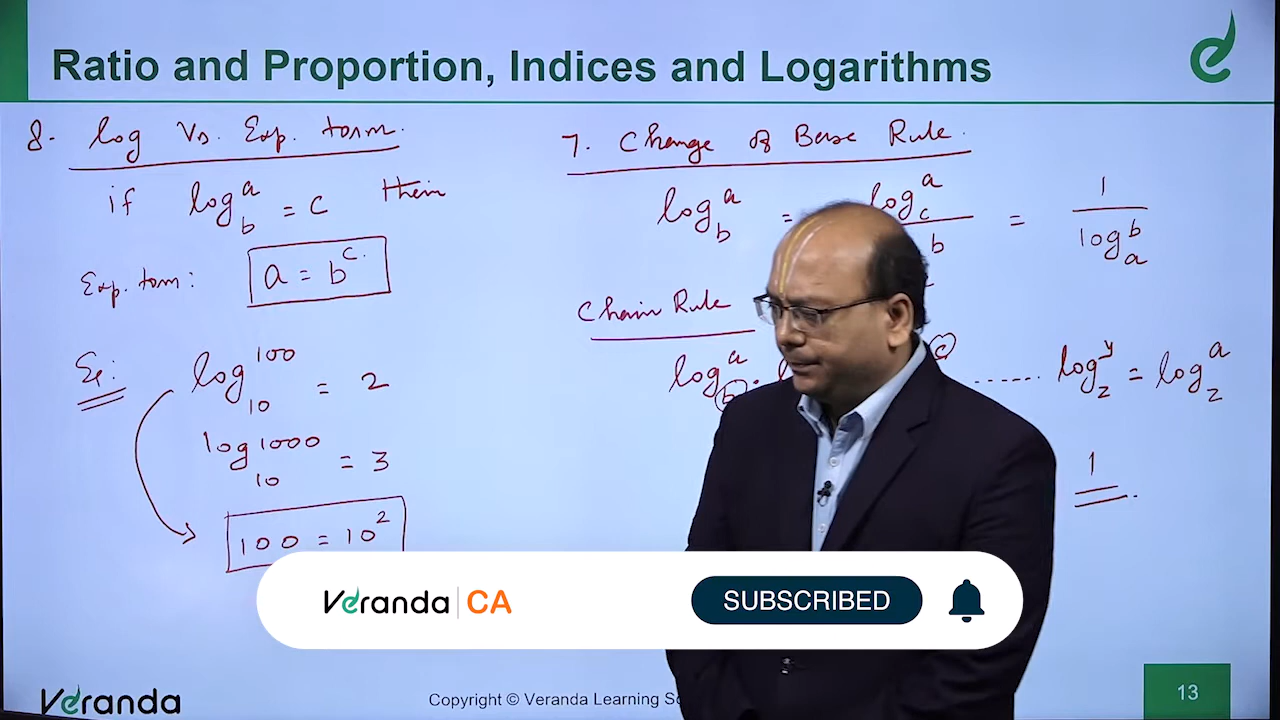 Ratio and Proportion, Indices and Logarithms
8. log Vs. Exp. form.
if log_b^a = c then
Exp. form:
a = b^c.
log_10^100 = 2
log_10^1000 = 3
100 = 10^2
7. Change of Base Rule.
log_b^a = log_c^a / b = 1 / log_a^b
Chain Rule
log_b^a . c ...... log_z^y = log_z^a
1
Veranda | CA
SUBSCRIBED
Veranda
Copyright © Veranda Learning
13